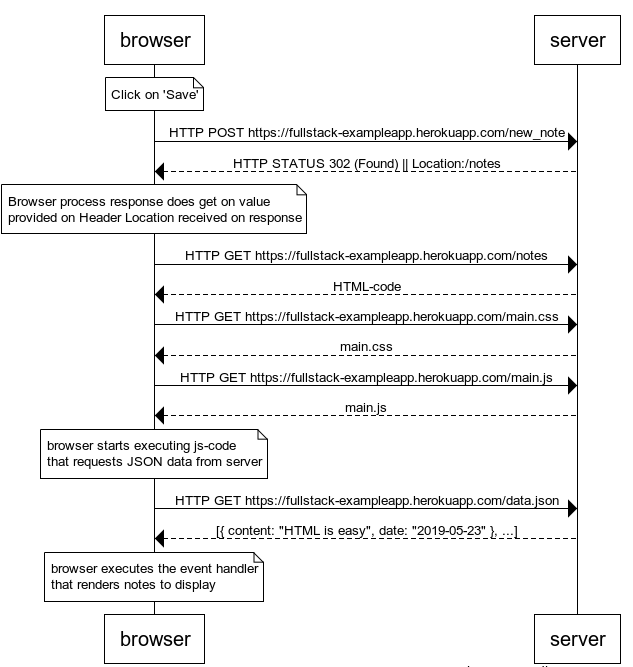 browser
server
Click on 'Save'
HTTP POST https://fullstack-exampleapp.herokuapp.com/new_note
HTTP STATUS 302 (Found) || Location:/notes
Browser process response does get on value
provided on Header Location received on response
HTTP GET https://fullstack-exampleapp.herokuapp.com/notes
HTML-code
HTTP GET https://fullstack-exampleapp.herokuapp.com/main.css
main.css
HTTP GET https://fullstack-exampleapp.herokuapp.com/main.js
main.js
browser starts executing js-code
that requests JSON data from server
HTTP GET https://fullstack-exampleapp.herokuapp.com/data.json
[{ content: "HTML is easy", date: "2019-05-23" }, ...]
browser executes the event handler
that renders notes to display
browser
server